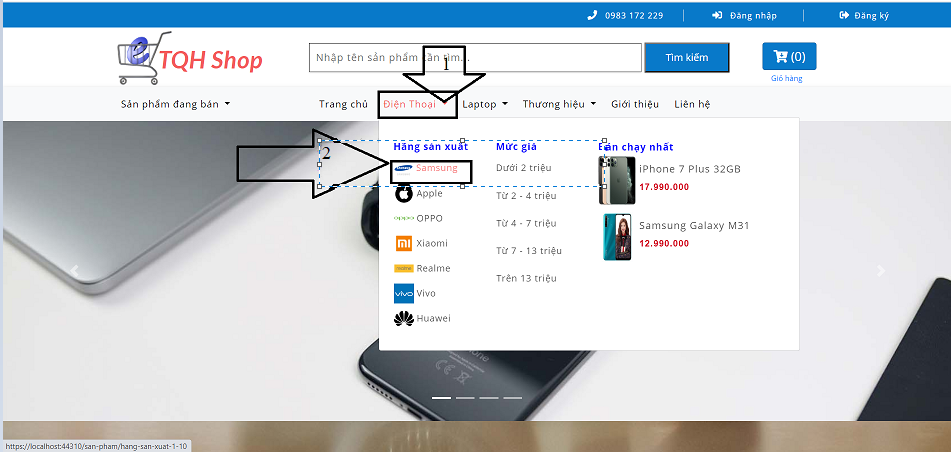 0983 172 229
Đăng nhập
Đăng ký
e TQH Shop
Nhập tên sản phẩm cần tìm...
Tìm kiếm
(0)
Giỏ hàng
1
Sản phẩm đang bán
Trang chủ
Điện Thoại
Laptop
Thương hiệu
Giới thiệu
Liên hệ
2
Hãng sản xuất
Samsung
Apple
oppo OPPO
mi Xiaomi
realme Realme
vivo Vivo
Huawei
Mức giá
Dưới 2 triệu
Từ 2 - 4 triệu
Từ 4 - 7 triệu
Từ 7 - 13 triệu
Trên 13 triệu
Bán chạy nhất
iPhone 7 Plus 32GB
17.990.000
Samsung Galaxy M31
12.990.000
https://localhost:44310/san-pham/hang-san-xuat-1-10